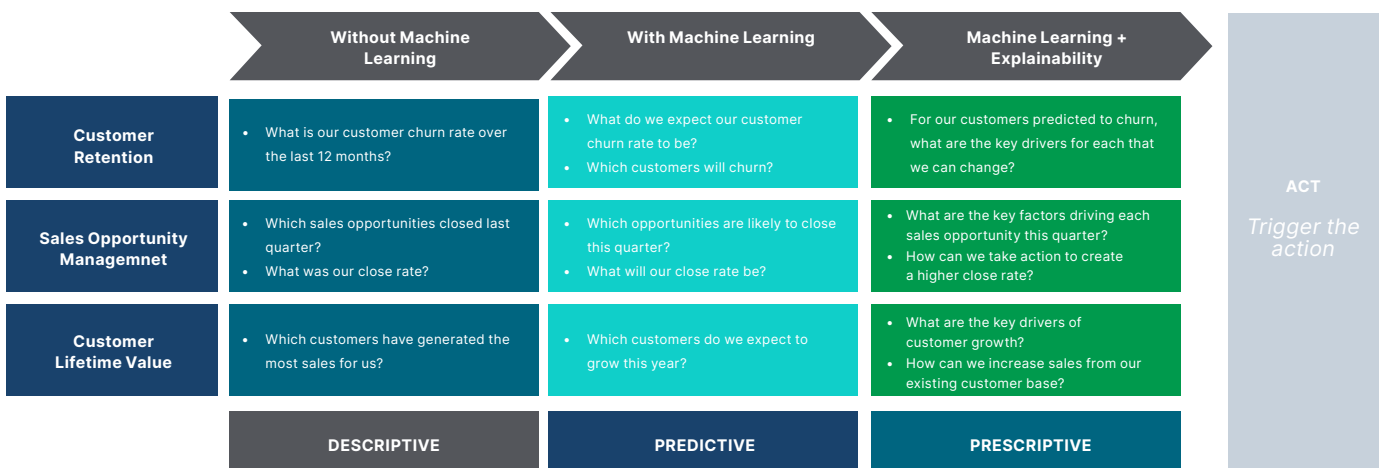 Without Machine
Learning
With Machine Learning
Machine Learning +
Explainability
Customer
Retention
• What is our customer churn rate over
the last 12 months?
• What do we expect our customer
churn rate to be?
• Which customers will churn?
• For our customers predicted to churn,
what are the key drivers for each that
we can change?
Sales Opportunity
Managemnet
• Which sales opportunities closed last
quarter?
• What was our close rate?
• Which opportunities are likely to close
this quarter?
• What will our close rate be?
• What are the key factors driving each
sales opportunity this quarter?
• How can we take action to create
a higher close rate?
Customer
Lifetime Value
• Which customers have generated the
most sales for us?
• Which customers do we expect to
grow this year?
• What are the key drivers of
customer growth?
• How can we increase sales from our
existing customer base?
DESCRIPTIVE
PREDICTIVE
PRESCRIPTIVE
ACT
Trigger the
action